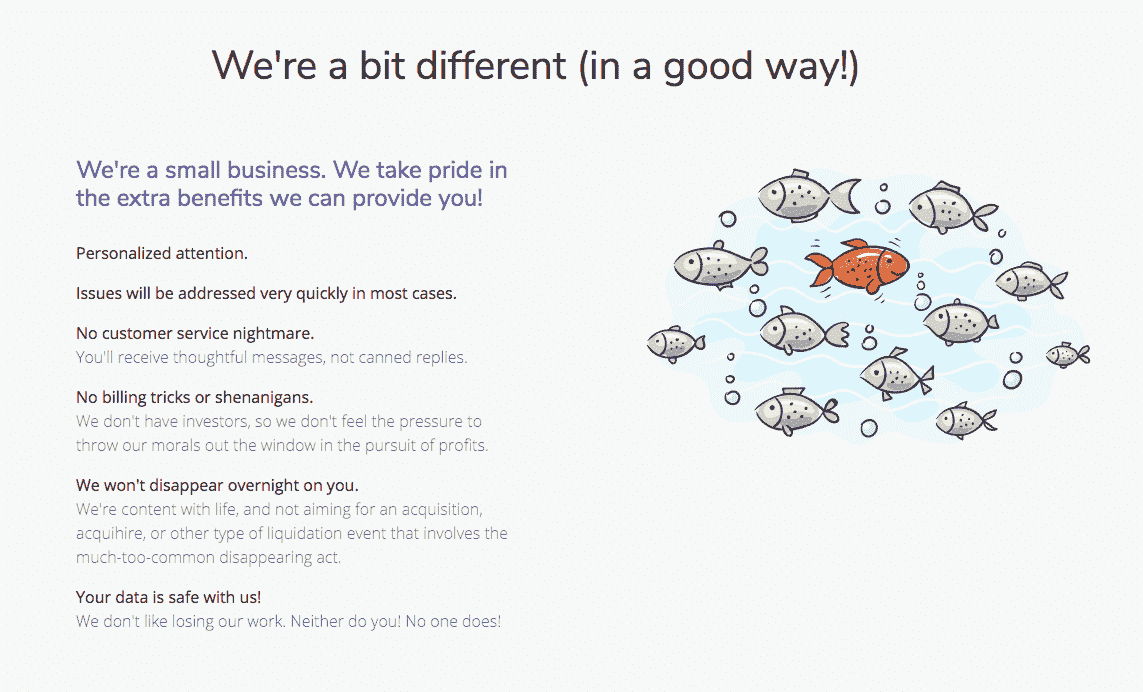 We're a bit different (in a good way!)
We're a small business. We take pride in
the extra benefits we can provide you!
Personalized attention.
Issues will be addressed very quickly in most cases.
No customer service nightmare.
You'll receive thoughtful messages, not canned replies.
No billing tricks or shenanigans.
We don't have investors, so we don't feel the pressure to
throw our morals out the window in the pursuit of profits.
We won't disappear overnight on you.
We're content with life, and not aiming for an acquisition,
acquihire, or other type of liquidation event that involves the
much-too-common disappearing act.
Your data is safe with us!
We don't like losing our work. Neither do you! No one does!